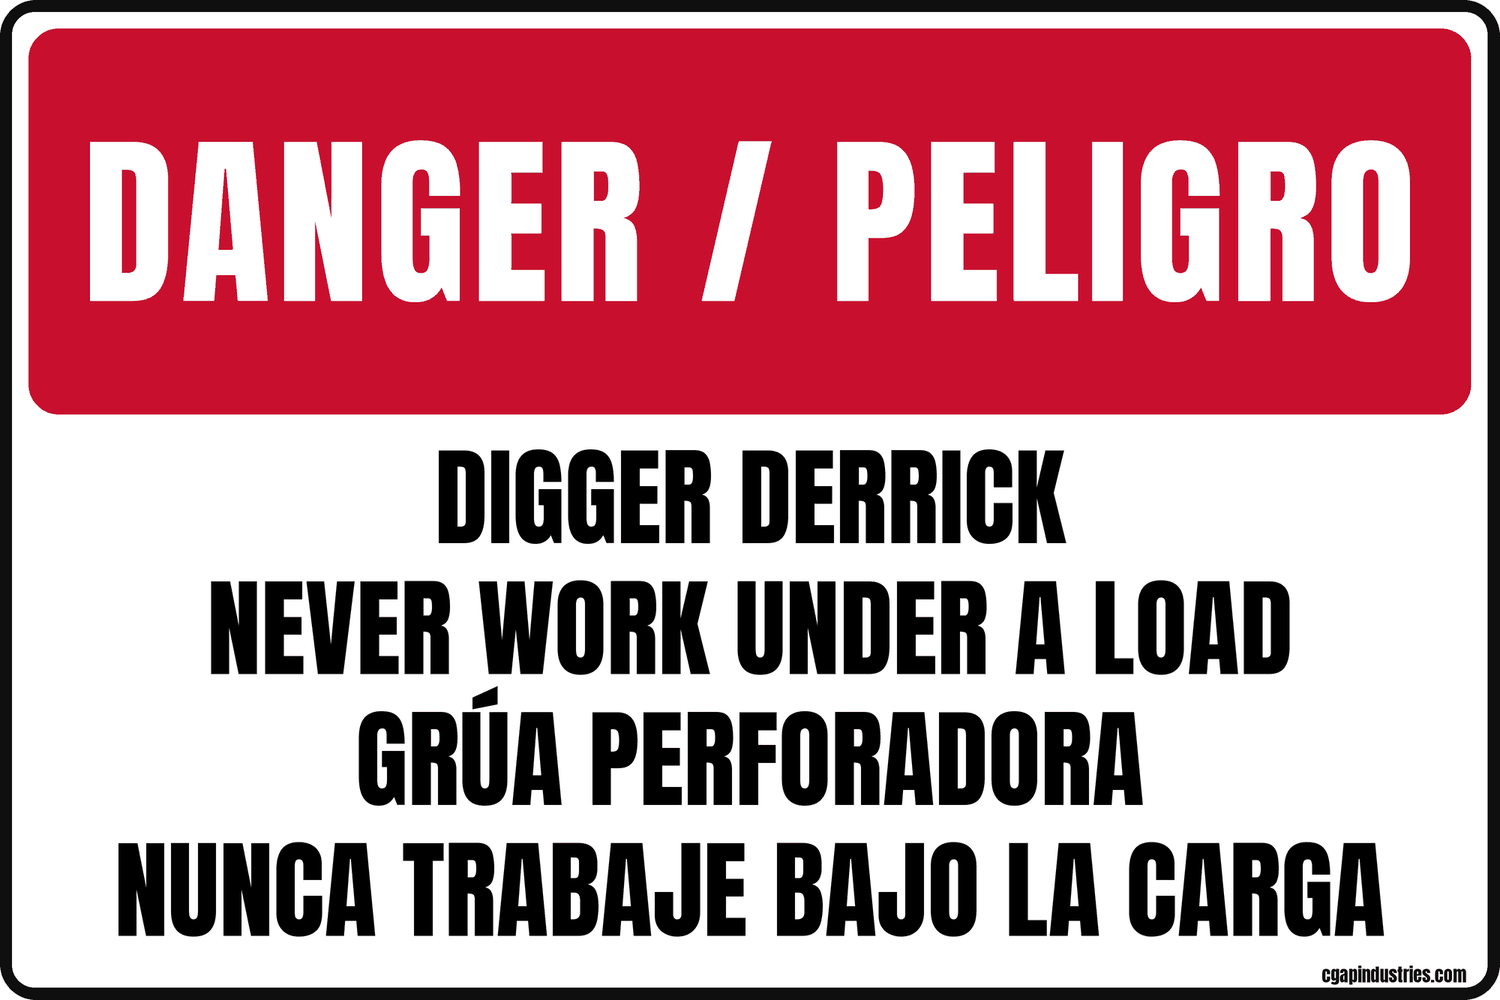 DANGER / PELIGRO
DIGGER DERRICK
NEVER WORK UNDER A LOAD
GRÚA PERFORADORA
NUNCA TRABAJE BAJO LA CARGA
cgapindustries.com